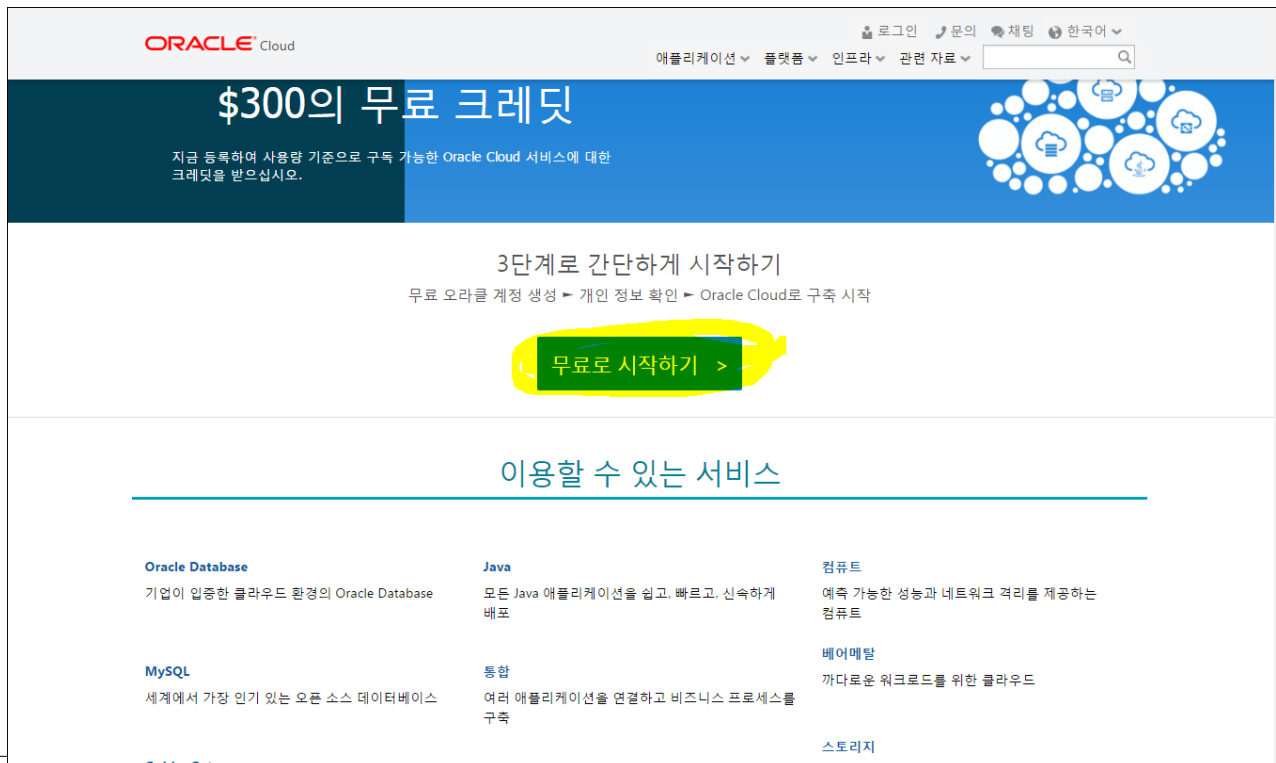 ORACLE Cloud
로그인 문의 채팅 한국어
애플리케이션 플랫폼 인프라 관련 자료
$300의 무료 크레딧
지금 등록하여 사용량 기준으로 구독 가능한 Oracle Cloud 서비스에 대한
크레딧을 받으십시오.
3단계로 간단하게 시작하기
무료 오라클 계정 생성 ► 개인 정보 확인 ► Oracle Cloud로 구축 시작
무료로 시작하기 >
이용할 수 있는 서비스
Oracle Database
기업이 입증한 클라우드 환경의 Oracle Database
Java
모든 Java 애플리케이션을 쉽고, 빠르고, 신속하게
배포
컴퓨트
예측 가능한 성능과 네트워크 격리를 제공하는
컴퓨트
MySQL
세계에서 가장 인기 있는 오픈 소스 데이터베이스
통합
여러 애플리케이션을 연결하고 비즈니스 프로세스를
구축
베어메탈
까다로운 워크로드를 위한 클라우드
스토리지